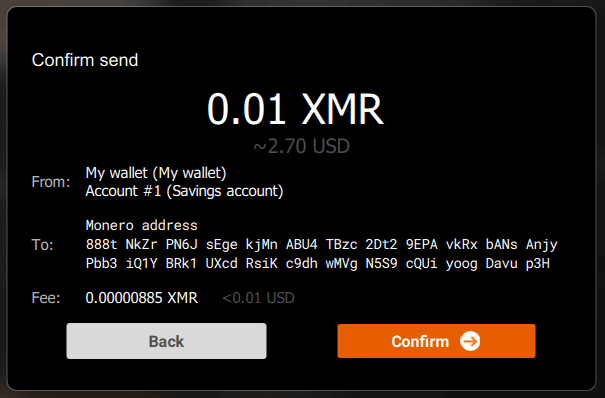 Confirm send
0.01 XMR
~2.70 USD
From:
My wallet (My wallet)
Account #1 (Savings account)
To:
Monero address
888t NkZr PN6J sEge kjMn ABU4 TBzc 2Dt2 9EPA vkRx bANs Anjy
Pbb3 iQ1Y BRk1 UXcd RsiK c9dh wMVg N5S9 cQUi yoog Davu p3H
Fee:
0.00000885 XMR <0.01 USD
Back
Confirm